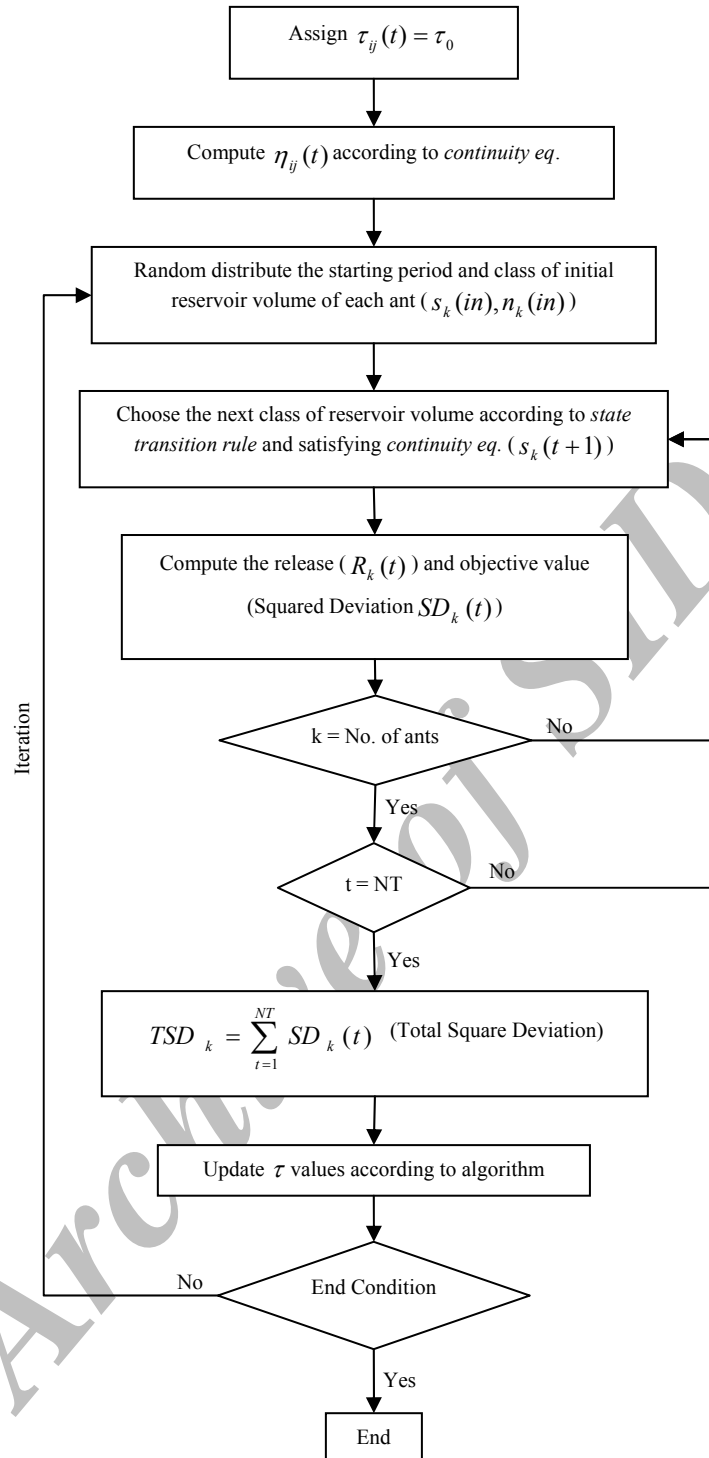 Assign τ_ij(t) = τ_0
Compute η_ij(t) according to continuity eq.
Random distribute the starting period and class of initial
reservoir volume of each ant ( s_k(in), n_k(in) )
Choose the next class of reservoir volume according to state
transition rule and satisfying continuity eq. ( s_k(t+1) )
Compute the release ( R_k(t) ) and objective value
(Squared Deviation SD_k(t) )
k = No. of ants
No
Yes
t = NT
No
Yes
TSD_k = ∑_{t=1}^{NT} SD_k(t) (Total Square Deviation)
Update τ values according to algorithm
End Condition
No
Yes
End
Iteration
Archive of SID